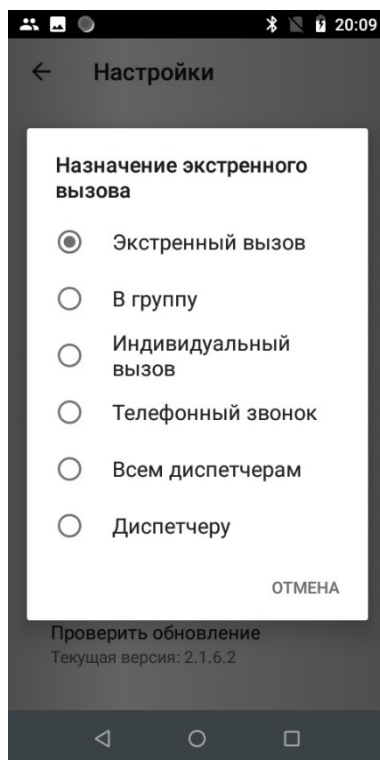 20:09
Настройки
Назначение экстренного
вызова
Экстренный вызов
В группу
Индивидуальный
вызов
Телефонный звонок
Всем диспетчерам
Диспетчеру
ОТМЕНА
Проверить обновление
Текущая версия: 2.1.6.2